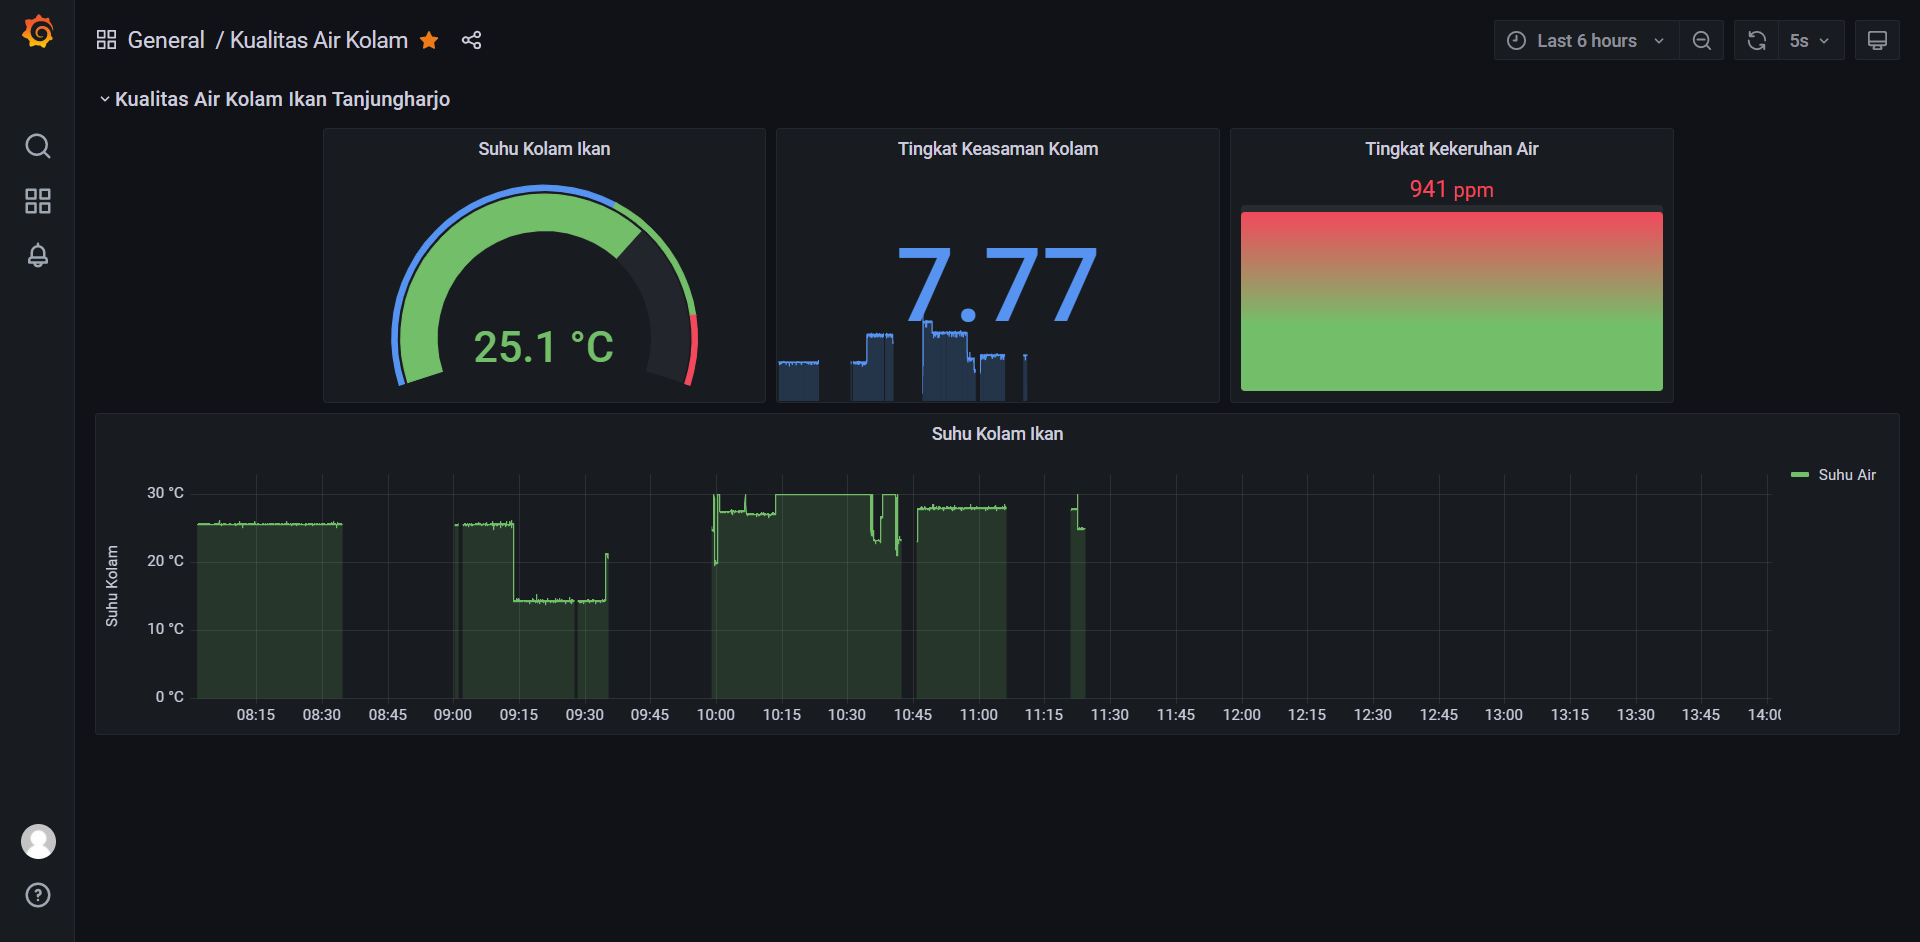 General / Kualitas Air Kolam
Last 6 hours
5s
Kualitas Air Kolam Ikan Tanjungharjo
Suhu Kolam Ikan
25.1 °C
Tingkat Keasaman Kolam
7.77
Tingkat Kekeruhan Air
941 ppm
Suhu Kolam Ikan
Suhu Air
Suhu Kolam
30 °C
20 °C
10 °C
0 °C
08:15 08:30 08:45 09:00 09:15 09:30 09:45 10:00 10:15 10:30 10:45 11:00 11:15 11:30 11:45 12:00 12:15 12:30 12:45 13:00 13:15 13:30 13:45 14:00